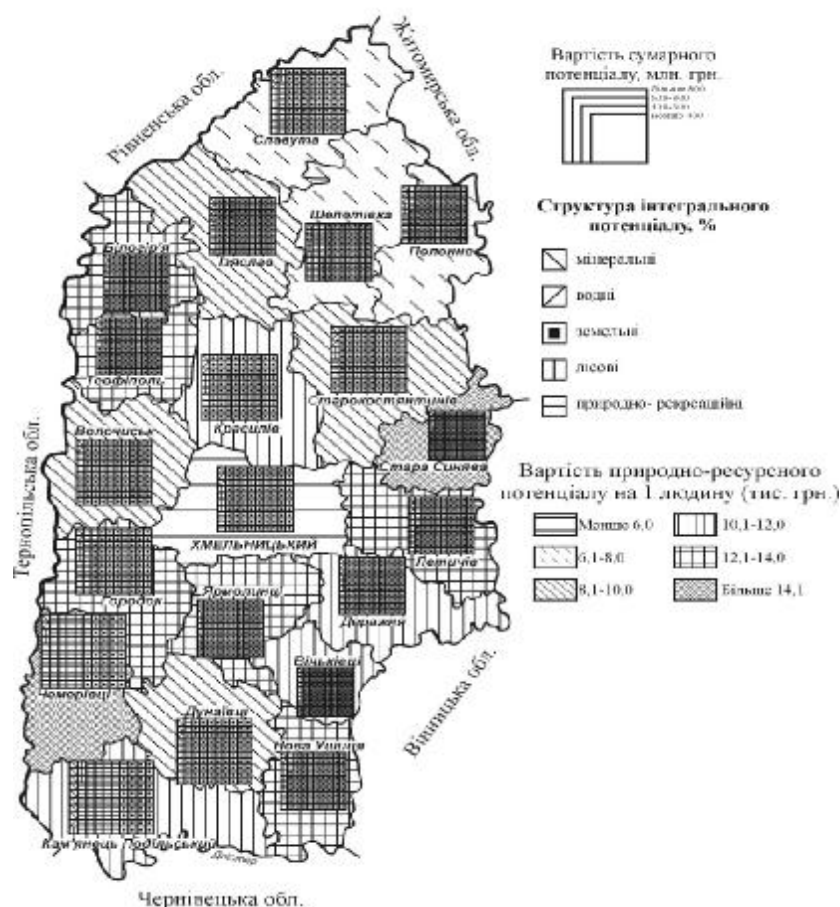 Житомирська обл.
Рівненська обл.
Славута
Шепетівка
Ізяслав
Полонне
Білогір'я
Теофіполь
Красилів
Старокостянтинів
Волочиськ
Стара Синява
ХМЕЛЬНИЦЬКИЙ
Летичів
Тернопільська обл.
Городок
Ярмолинці
Деражня
Віньківці
Чемерівці
Дунаївці
Нова Ушиця
Вінницька обл.
Кам'янець Подільський
Дністер
Чернівецька обл.
Вартість сумарного
потенціалу, млн. грн.
Структура інтегрального
потенціалу, %
мінеральні
водні
земельні
лісові
природно- рекреаційні
Вартість природно-ресурсного
потенціалу на 1 людину (тис. грн.)
Менше 6,0
6,1-8,0
8,1-10,0
10,1-12,0
12,1-14,0
Більше 14,1